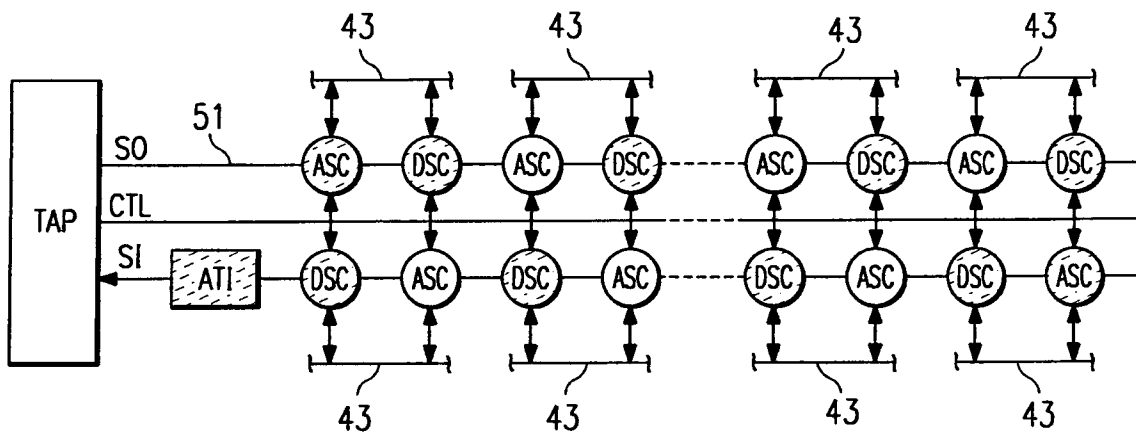 43 43 43 43
51
SO ASC DSC ASC DSC ASC DSC ASC DSC
TAP CTL
SI ATI DSC ASC DSC ASC DSC ASC DSC ASC
43 43 43 43